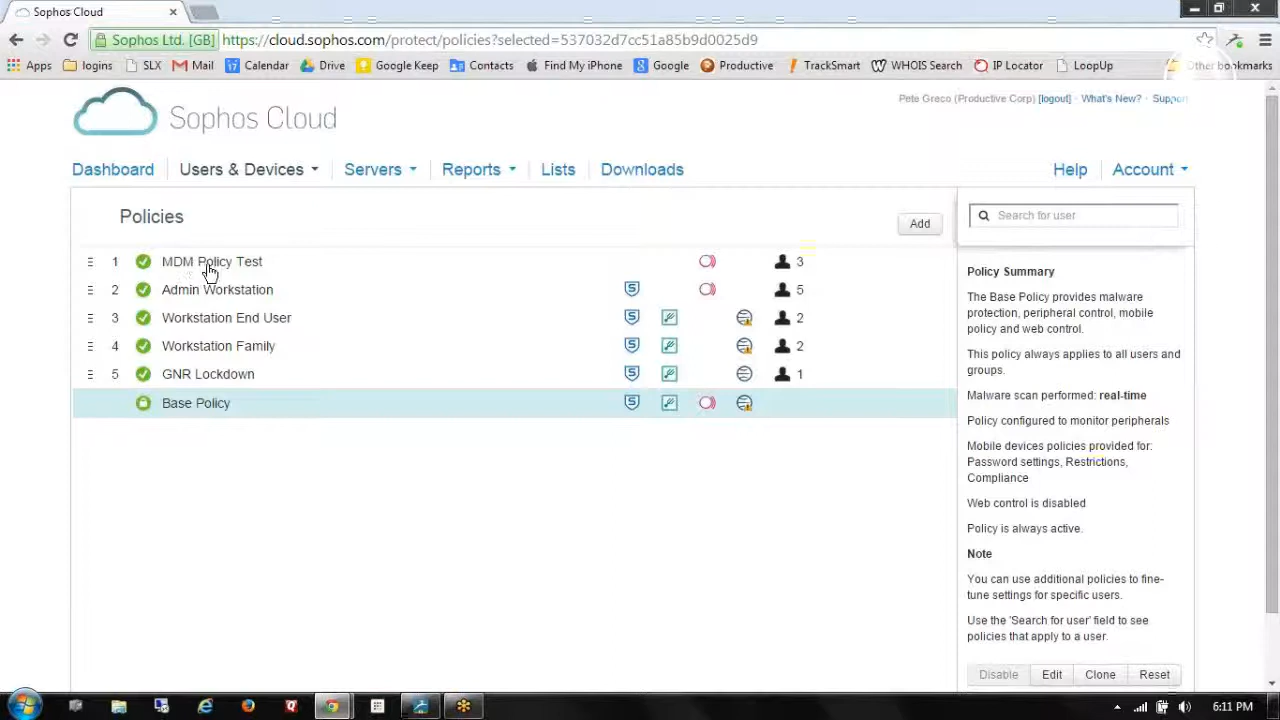 Sophos Cloud
Sophos Ltd. [GB] https://cloud.sophos.com/protect/policies?selected=537032d7cc51a85b9d0025d9
Apps logins SLX Mail Calendar Drive Google Keep Contacts Find My iPhone Google Productive TrackSmart WHOIS Search IP Locator LoopUp Other bookmarks
Sophos Cloud
Pete Greco (Productive Corp) [logout] · What's New? · Support
Dashboard Users & Devices Servers Reports Lists Downloads Help Account
Policies
Add
Search for user
1 MDM Policy Test 3
2 Admin Workstation 5
3 Workstation End User 2
4 Workstation Family 2
5 GNR Lockdown 1
Base Policy
Policy Summary
The Base Policy provides malware
protection, peripheral control, mobile
policy and web control.
This policy always applies to all users and
groups.
Malware scan performed: real-time
Policy configured to monitor peripherals
Mobile devices policies provided for:
Password settings, Restrictions,
Compliance
Web control is disabled
Policy is always active.
Note
You can use additional policies to fine-
tune settings for specific users.
Use the 'Search for user' field to see
policies that apply to a user.
Disable Edit Clone Reset
6:11 PM